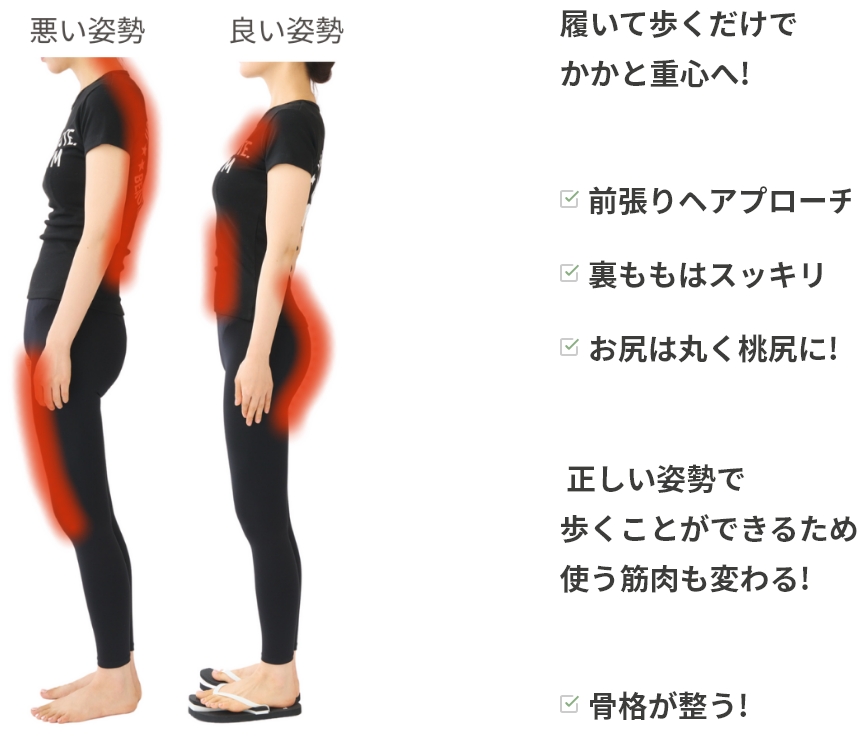 悪い姿勢
良い姿勢
履いて歩くだけで
かかと重心へ!
前張りへアプローチ
裏ももはスッキリ
お尻は丸く桃尻に!
正しい姿勢で
歩くことができるため
使う筋肉も変わる!
骨格が整う!